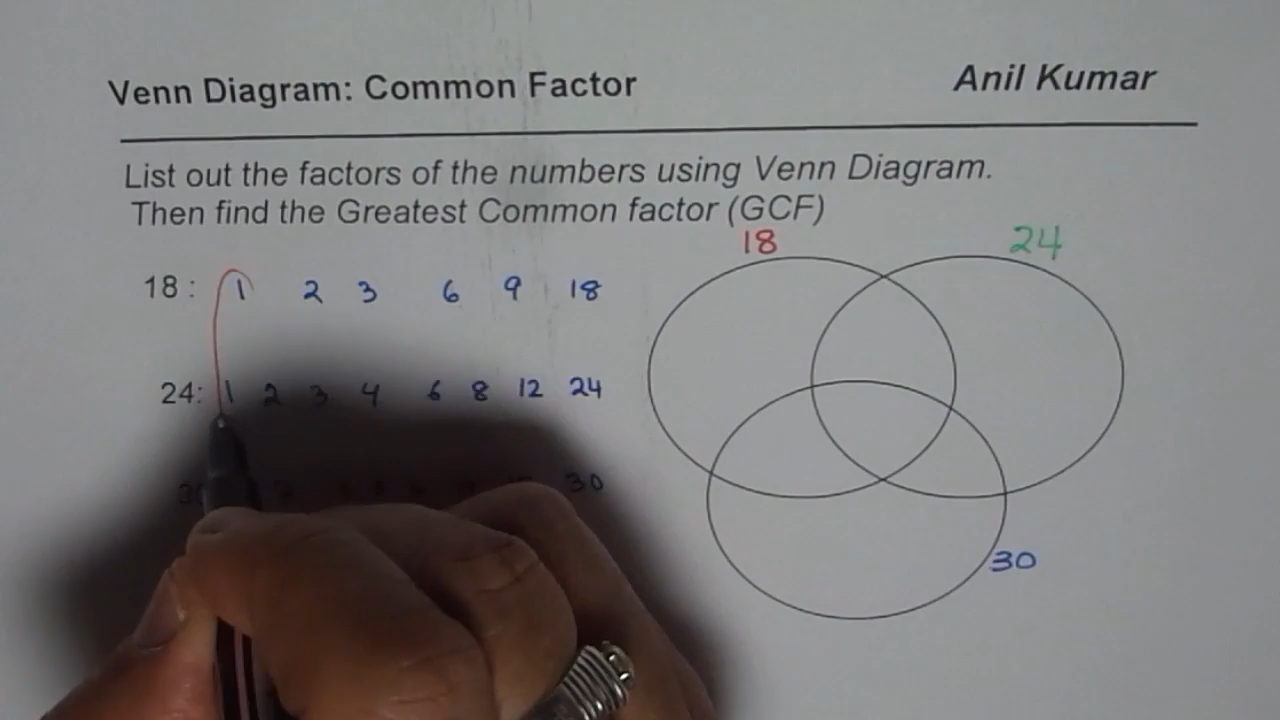 Venn Diagram: Common Factor
Anil Kumar
List out the factors of the numbers using Venn Diagram.
Then find the Greatest Common factor (GCF)
18
24
18 : 1 2 3 6 9 18
24: 1 2 3 4 6 8 12 24
30
30